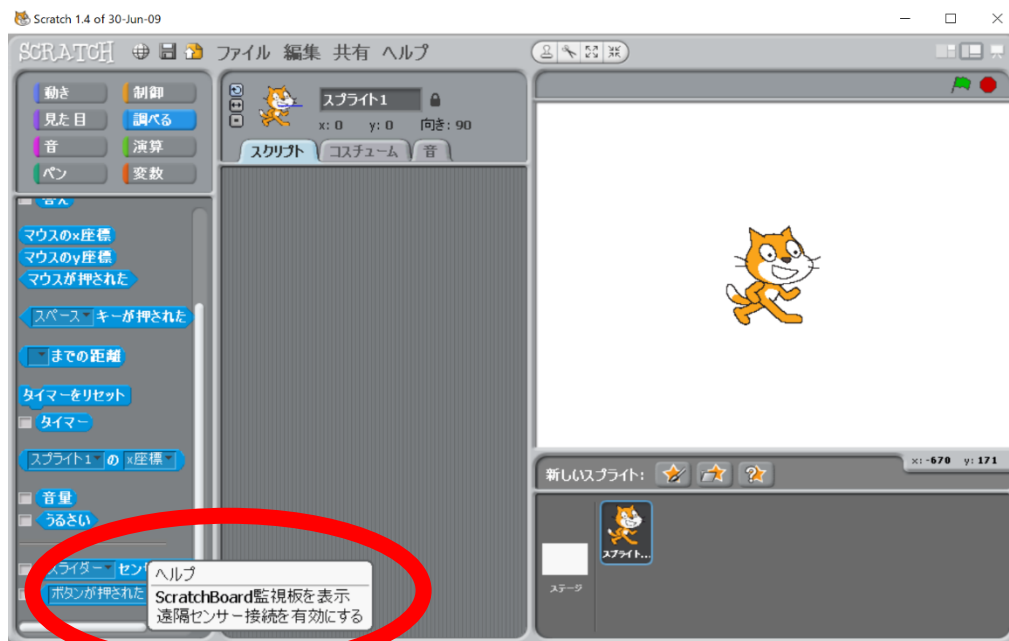 Scratch 1.4 of 30-Jun-09
SCRATCH ファイル 編集 共有 ヘルプ
動き 制御
見た目 調べる
音 演算
ペン 変数
スプライト1
x: 0 y: 0 向き: 90
スクリプト コスチューム 音
答え
マウスのx座標
マウスのy座標
マウスが押された
スペース キーが押された
までの距離
タイマーをリセット
タイマー
スプライト1 の x座標
音量
うるさい
スライダー セン
ボタンが押された
ヘルプ
ScratchBoard監視板を表示
遠隔センサー接続を有効にする
x: -670 y: 171
新しいスプライト:
スプライト...
ステージ